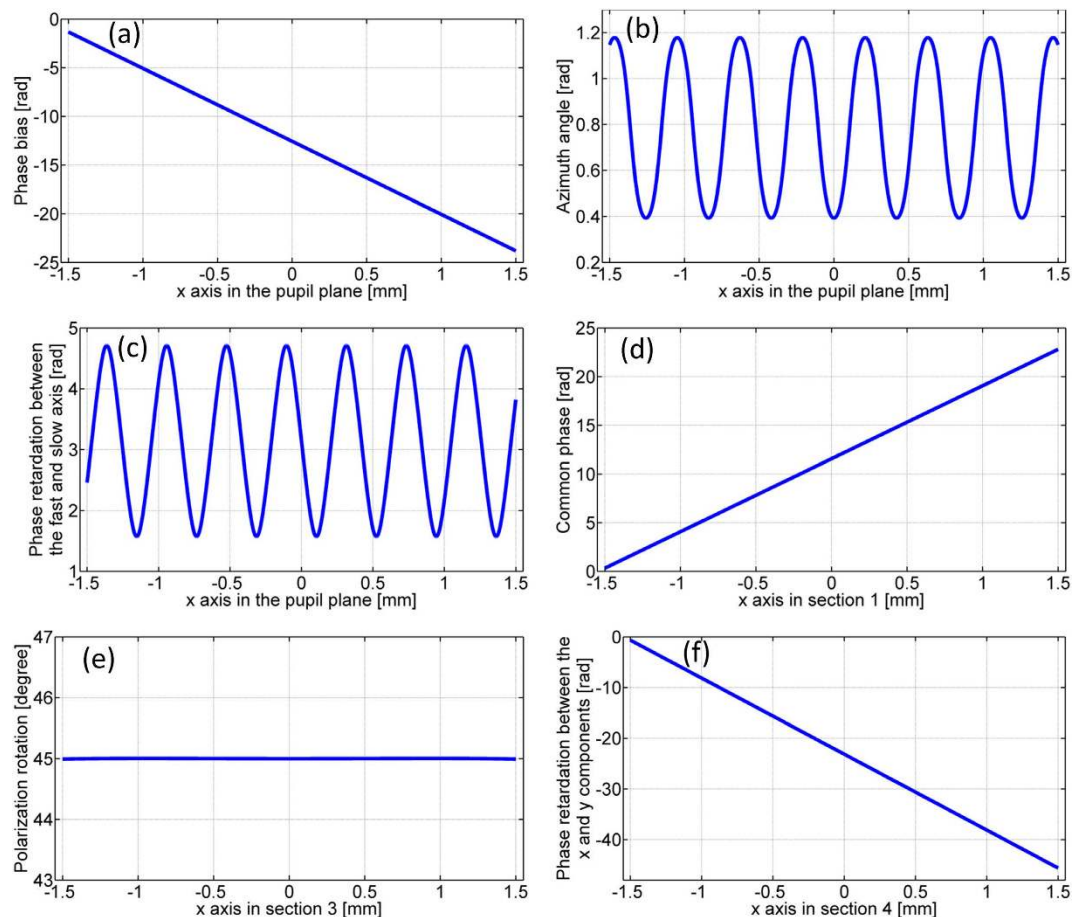 (a)
Phase bias [rad]
0
-5
-10
-15
-20
-25
-1.5 -1 -0.5 0 0.5 1 1.5
x axis in the pupil plane [mm]
(b)
Azimuth angle [rad]
1.2
1
0.8
0.6
0.4
0.2
-1.5 -1 -0.5 0 0.5 1 1.5
x axis in the pupil plane [mm]
(c)
Phase retardation between
the fast and slow axis [rad]
5
4
3
2
1
-1.5 -1 -0.5 0 0.5 1 1.5
x axis in the pupil plane [mm]
(d)
Common phase [rad]
25
20
15
10
5
0
-1.5 -1 -0.5 0 0.5 1 1.5
x axis in section 1 [mm]
(e)
Polarization rotation [degree]
47
46
45
44
43
-1.5 -1 -0.5 0 0.5 1 1.5
x axis in section 3 [mm]
(f)
Phase retardation between the
x and y components [rad]
0
-10
-20
-30
-40
-1.5 -1 -0.5 0 0.5 1 1.5
x axis in section 4 [mm]